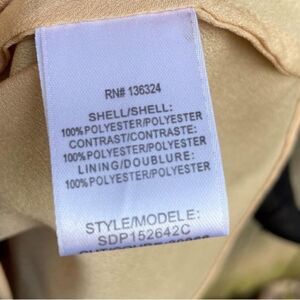 RN# 136324
SHELL/SHELL:
100%POLYESTER/POLYESTER
CONTRAST/CONTRASTE:
100%POLYESTER/POLYESTER
LINING/DOUBLURE:
100%POLYESTER/POLYESTER
STYLE/MODELE:
SDP152642C